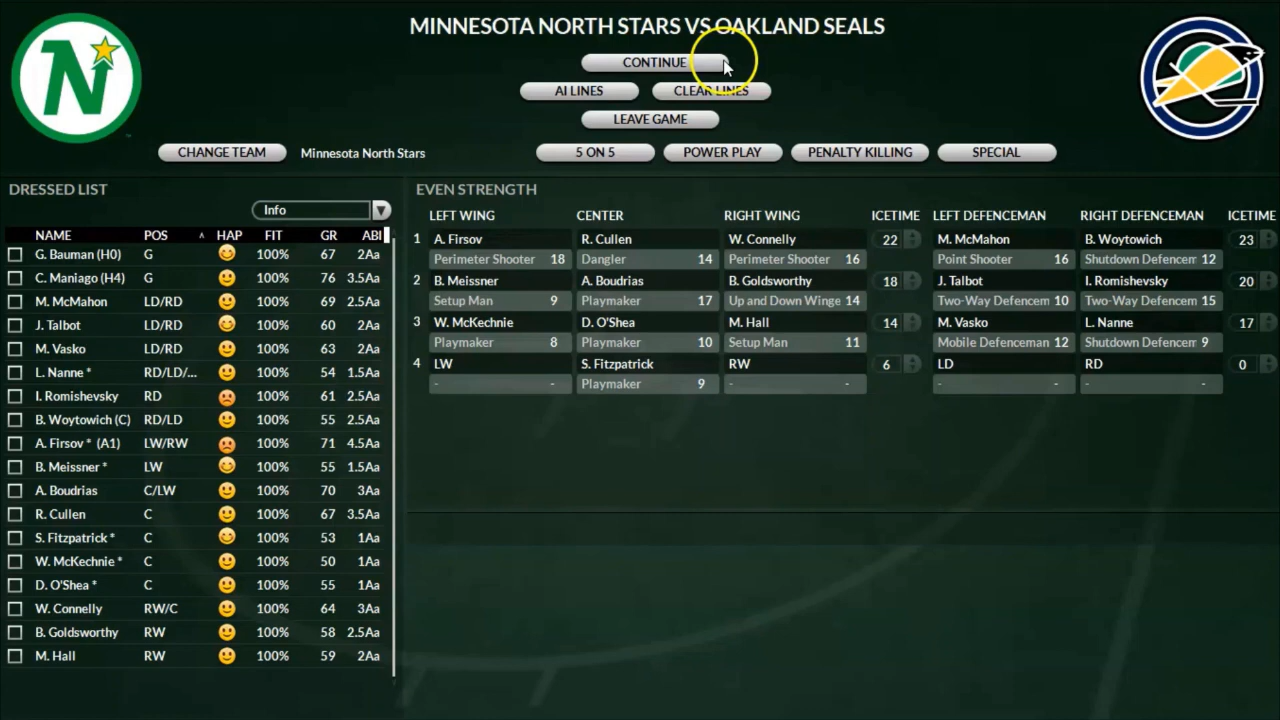 MINNESOTA NORTH STARS VS OAKLAND SEALS
CONTINUE
AI LINES CLEAR LINES
LEAVE GAME
CHANGE TEAM Minnesota North Stars 5 ON 5 POWER PLAY PENALTY KILLING SPECIAL
N
DRESSED LIST
Info
NAME POS HAP FIT GR ABI
G. Bauman (H0) G 100% 67 2Aa
C. Maniago (H4) G 100% 76 3.5Aa
M. McMahon LD/RD 100% 69 2.5Aa
J. Talbot LD/RD 100% 60 2Aa
M. Vasko LD/RD 100% 63 2Aa
L. Nanne * RD/LD/... 100% 54 1.5Aa
I. Romishevsky RD 100% 61 2.5Aa
B. Woytowich (C) RD/LD 100% 55 2.5Aa
A. Firsov * (A1) LW/RW 100% 71 4.5Aa
B. Meissner * LW 100% 55 1.5Aa
A. Boudrias C/LW 100% 70 3Aa
R. Cullen C 100% 67 3.5Aa
S. Fitzpatrick * C 100% 53 1Aa
W. McKechnie * C 100% 50 1Aa
D. O'Shea * C 100% 55 1Aa
W. Connelly RW/C 100% 64 3Aa
B. Goldsworthy RW 100% 58 2.5Aa
M. Hall RW 100% 59 2Aa
EVEN STRENGTH
LEFT WING CENTER RIGHT WING ICETIME LEFT DEFENCEMAN RIGHT DEFENCEMAN ICETIME
1 A. Firsov R. Cullen W. Connelly 22 M. McMahon B. Woytowich 23
Perimeter Shooter 18 Dangler 14 Perimeter Shooter 16 Point Shooter 16 Shutdown Defencem 12
2 B. Meissner A. Boudrias B. Goldsworthy 18 J. Talbot I. Romishevsky 20
Setup Man 9 Playmaker 17 Up and Down Winge 14 Two-Way Defencem 10 Two-Way Defencem 15
3 W. McKechnie D. O'Shea M. Hall 14 M. Vasko L. Nanne 17
Playmaker 8 Playmaker 10 Setup Man 11 Mobile Defenceman 12 Shutdown Defencem 9
4 LW S. Fitzpatrick RW 6 LD RD 0
- - Playmaker 9 - - - - - -